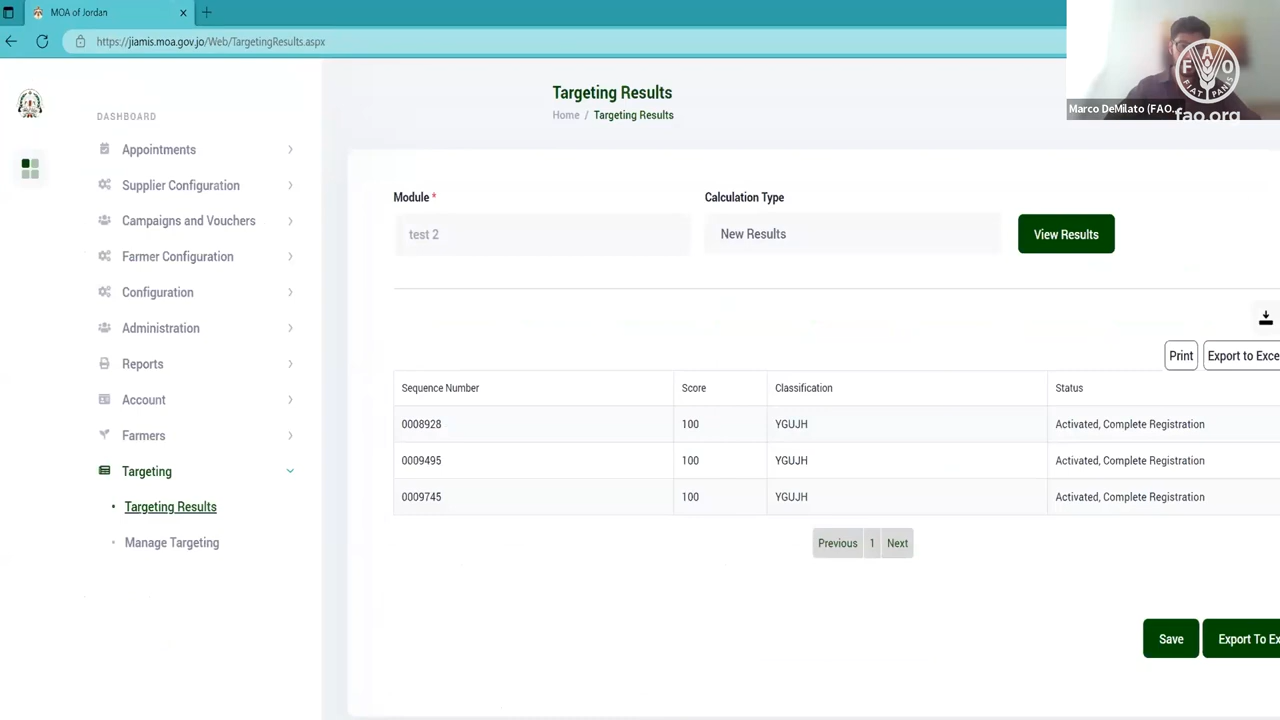 MOA of Jordan
https://jiamis.moa.gov.jo/Web/TargetingResults.aspx
FAO
FIAT PANIS
Marco DeMilato (FAO...
fao.org
DASHBOARD
Appointments
Supplier Configuration
Campaigns and Vouchers
Farmer Configuration
Configuration
Administration
Reports
Account
Farmers
Targeting
Targeting Results
Manage Targeting
Targeting Results
Home / Targeting Results
Module * Calculation Type
test 2 New Results View Results
Print Export to Exce
Sequence Number Score Classification Status
0008928 100 YGUJH Activated, Complete Registration
0009495 100 YGUJH Activated, Complete Registration
0009745 100 YGUJH Activated, Complete Registration
Previous 1 Next
Save Export To Ex